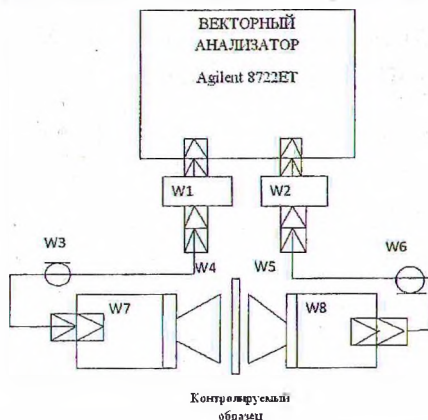 ВЕКТОРНЫЙ
АНАЛИЗАТОР
Agilent 8722ET
W1 W2
W3 W4 W5 W6
W7 W8
Контролируемый
образец